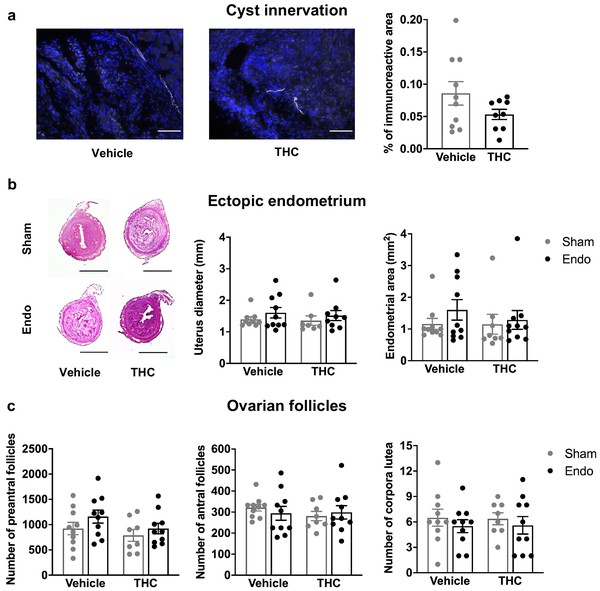 a
Cyst innervation
Vehicle
THC
% of immunoreactive area
0.20
0.15
0.10
0.05
0.00
Vehicle
THC
b
Ectopic endometrium
Sham
Endo
Vehicle
THC
Uterus diameter (mm)
4
3
2
1
0
Vehicle
THC
Endometrial area (mm²)
4
3
2
1
0
Vehicle
THC
Sham
Endo
c
Ovarian follicles
Number of preantral follicles
2500
2000
1500
1000
500
0
Vehicle
THC
Number of antral follicles
600
500
400
300
200
100
0
Vehicle
THC
Number of corpora lutea
15
12
9
6
3
0
Vehicle
THC
Sham
Endo